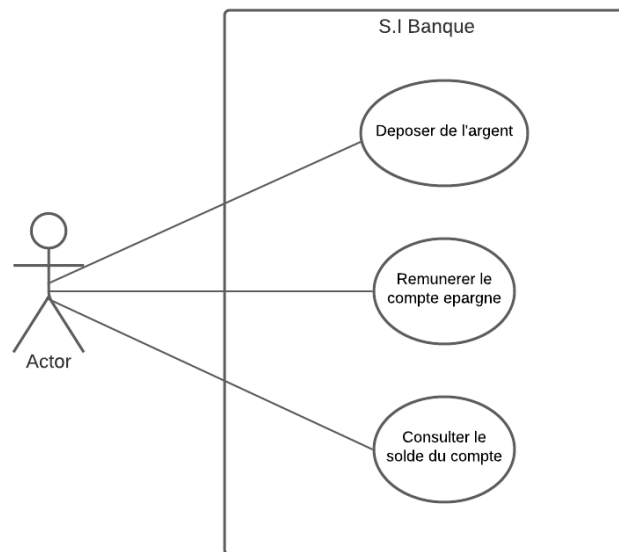 S.I Banque
Deposer de l'argent
Remunerer le
compte epargne
Actor
Consulter le
solde du compte